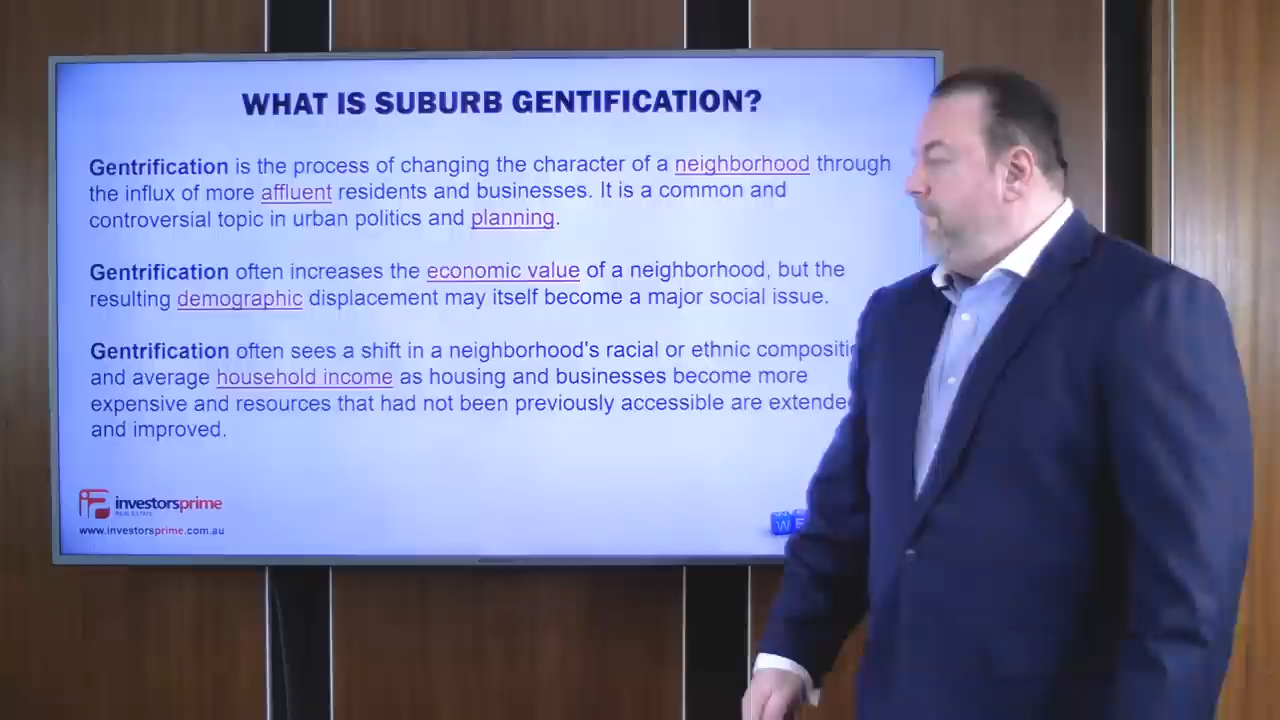 WHAT IS SUBURB GENTIFICATION?
Gentrification is the process of changing the character of a neighborhood through
the influx of more affluent residents and businesses. It is a common and
controversial topic in urban politics and planning.
Gentrification often increases the economic value of a neighborhood, but the
resulting demographic displacement may itself become a major social issue.
Gentrification often sees a shift in a neighborhood's racial or ethnic
and average household income as housing and businesses become more
expensive and resources that had not been previously accessible are
and improved.
investorsprime
REAL ESTATE
www.investorsprime.com.au